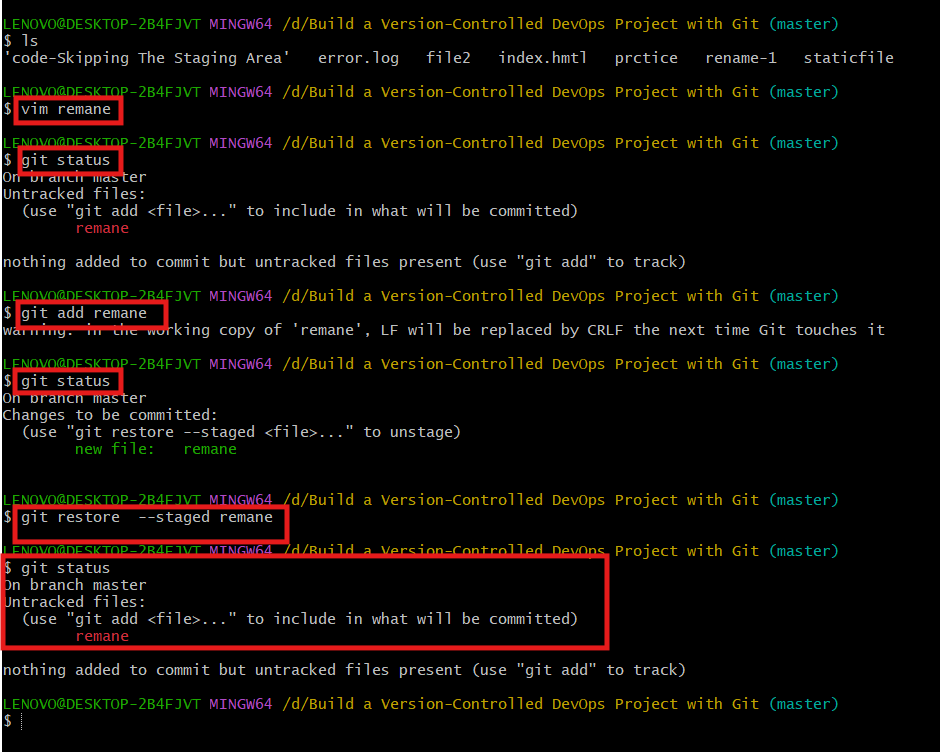 LENOVO@DESKTOP-2B4FJVT MINGW64 /d/Build a Version-Controlled DevOps Project with Git (master)
$ ls
'code-Skipping The Staging Area'   error.log   file2   index.hmtl   prctice   rename-1   staticfile
LENOVO@DESKTOP-2B4FJVT MINGW64 /d/Build a Version-Controlled DevOps Project with Git (master)
$ vim remane
LENOVO@DESKTOP-2B4FJVT MINGW64 /d/Build a Version-Controlled DevOps Project with Git (master)
$ git status
On branch master
Untracked files:
  (use "git add <file>..." to include in what will be committed)
        remane
nothing added to commit but untracked files present (use "git add" to track)
LENOVO@DESKTOP-2B4FJVT MINGW64 /d/Build a Version-Controlled DevOps Project with Git (master)
$ git add remane
warning: in the working copy of 'remane', LF will be replaced by CRLF the next time Git touches it
LENOVO@DESKTOP-2B4FJVT MINGW64 /d/Build a Version-Controlled DevOps Project with Git (master)
$ git status
On branch master
Changes to be committed:
  (use "git restore --staged <file>..." to unstage)
        new file:   remane
LENOVO@DESKTOP-2B4FJVT MINGW64 /d/Build a Version-Controlled DevOps Project with Git (master)
$ git restore  --staged remane
LENOVO@DESKTOP-2B4FJVT MINGW64 /d/Build a Version-Controlled DevOps Project with Git (master)
$ git status
On branch master
Untracked files:
  (use "git add <file>..." to include in what will be committed)
        remane
nothing added to commit but untracked files present (use "git add" to track)
LENOVO@DESKTOP-2B4FJVT MINGW64 /d/Build a Version-Controlled DevOps Project with Git (master)
$